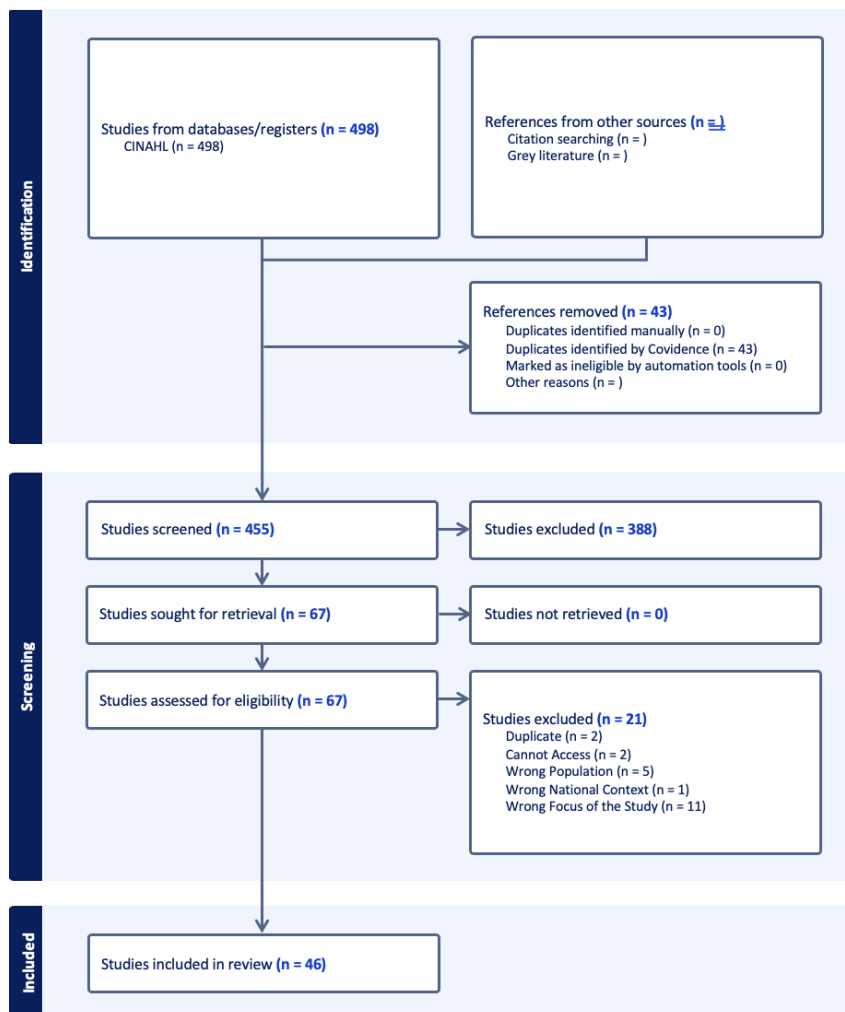 Identification
Studies from databases/registers (n = 498)
CINAHL (n = 498)
References from other sources (n = )
Citation searching (n = )
Grey literature (n = )
References removed (n = 43)
Duplicates identified manually (n = 0)
Duplicates identified by Covidence (n = 43)
Marked as ineligible by automation tools (n = 0)
Other reasons (n = )
Screening
Studies screened (n = 455)
Studies excluded (n = 388)
Studies sought for retrieval (n = 67)
Studies not retrieved (n = 0)
Studies assessed for eligibility (n = 67)
Studies excluded (n = 21)
Duplicate (n = 2)
Cannot Access (n = 2)
Wrong Population (n = 5)
Wrong National Context (n = 1)
Wrong Focus of the Study (n = 11)
Included
Studies included in review (n = 46)